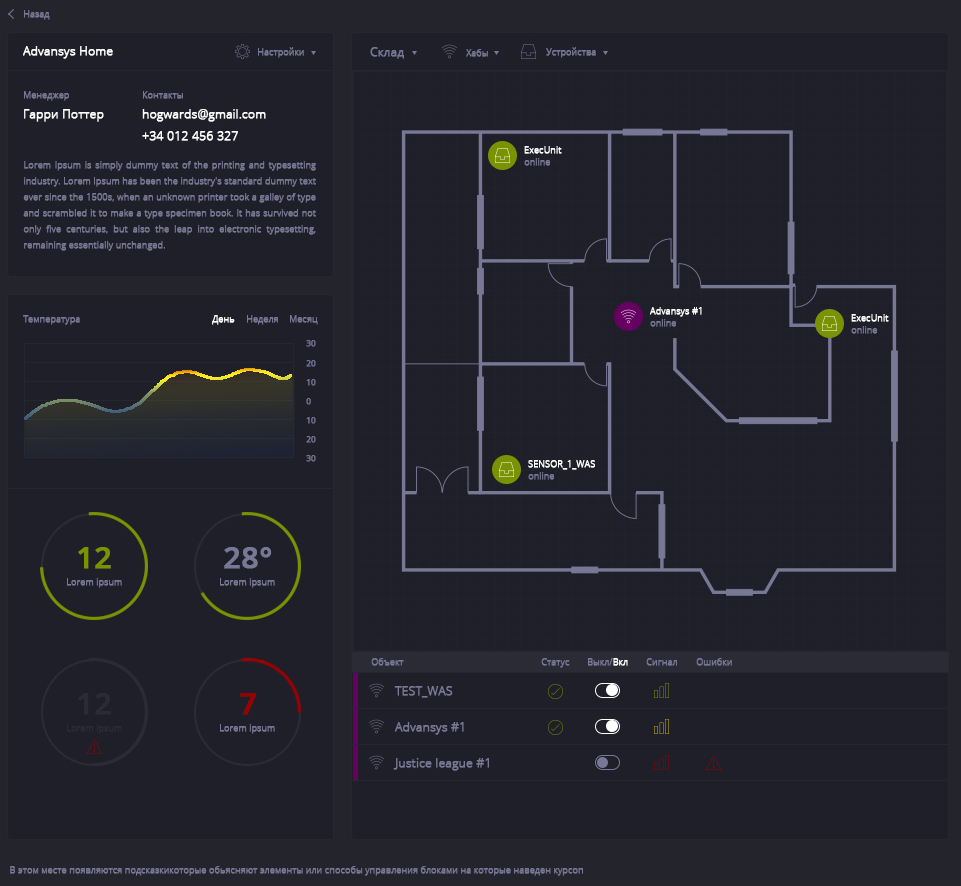 Назад
Advansys Home
Настройки
Менеджер
Контакты
Гарри Поттер
hogwards@gmail.com
+34 012 456 327
Lorem Ipsum is simply dummy text of the printing and typesetting
industry. Lorem Ipsum has been the industry's standard dummy text
ever since the 1500s, when an unknown printer took a galley of type
and scrambled it to make a type specimen book. It has survived not
only five centuries, but also the leap into electronic typesetting,
remaining essentially unchanged.
Температура
День Неделя Месяц
30
20
10
0
10
20
30
12
Lorem ipsum
28°
Lorem ipsum
12
Lorem ipsum
7
Lorem ipsum
Склад
Хабы
Устройства
ExecUnit
online
Advansys #1
online
ExecUnit
online
SENSOR_1_WAS
online
Объект Статус Выкл/Вкл Сигнал Ошибки
TEST_WAS
Advansys #1
Justice league #1
В этом месте появляются подсказкикоторые обьясняют элементы или способы управления блоками на которые наведен курсоп